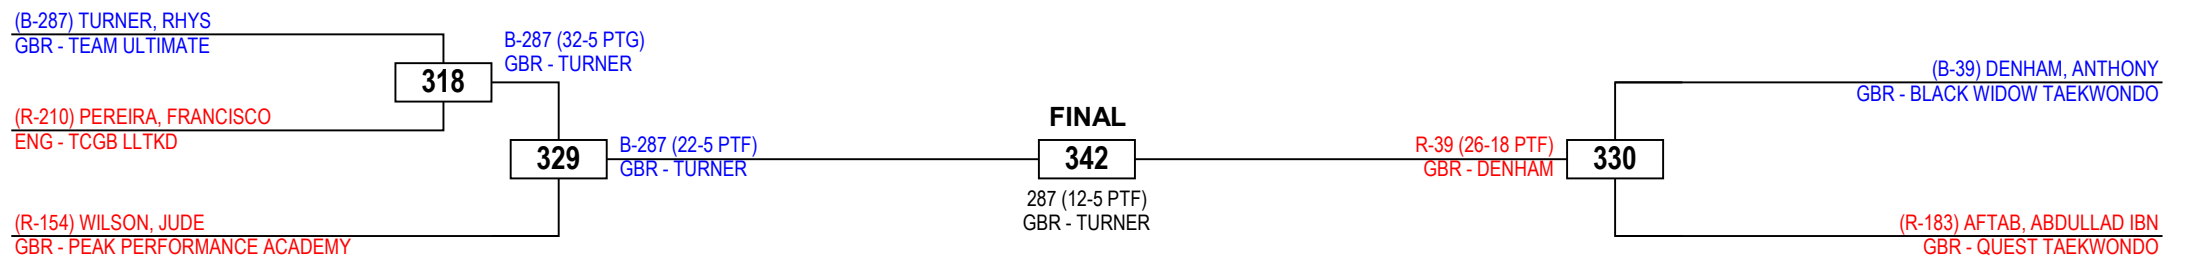 (B-287) TURNER, RHYS
GBR - TEAM ULTIMATE
B-287 (32-5 PTG)
GBR - TURNER
318
(R-210) PEREIRA, FRANCISCO
ENG - TCGB LLTKD
329
B-287 (22-5 PTF)
GBR - TURNER
(R-154) WILSON, JUDE
GBR - PEAK PERFORMANCE ACADEMY
FINAL
342
287 (12-5 PTF)
GBR - TURNER
R-39 (26-18 PTF)
GBR - DENHAM
330
(B-39) DENHAM, ANTHONY
GBR - BLACK WIDOW TAEKWONDO
(R-183) AFTAB, ABDULLAD IBN
GBR - QUEST TAEKWONDO